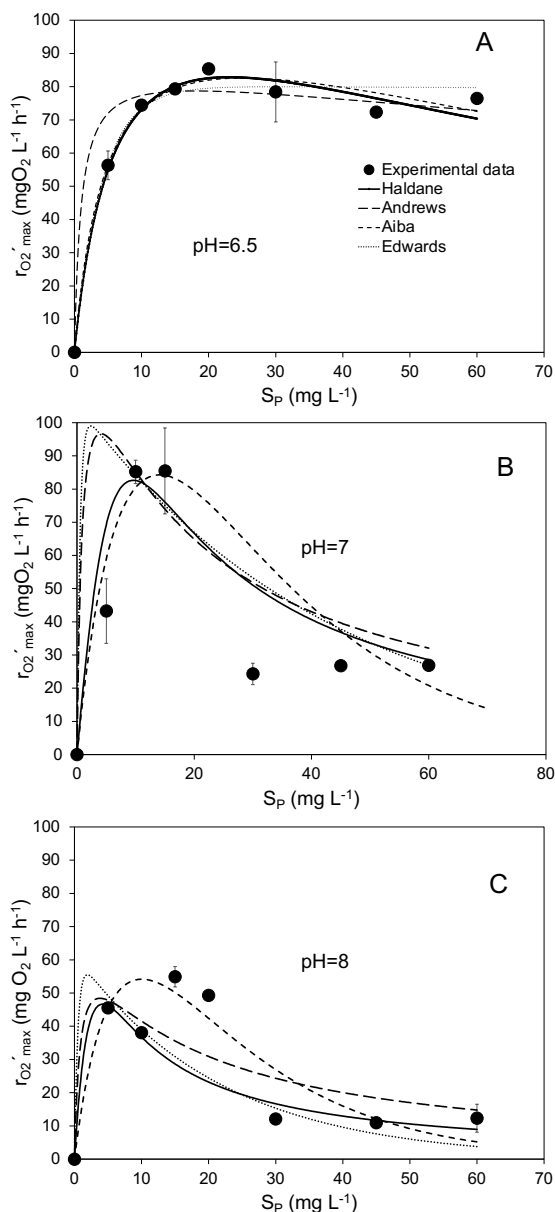 A
100
90
80
70
60
50
40
30
20
10
0
rO2´max (mgO2 L-1 h-1)
Experimental data
Haldane
Andrews
Aiba
Edwards
pH=6.5
0 10 20 30 40 50 60 70
SP (mg L-1)
B
100
90
80
70
60
50
40
30
20
10
0
rO2´max (mgO2 L-1 h-1)
pH=7
0 20 40 60 80
SP (mg L-1)
C
100
90
80
70
60
50
40
30
20
10
0
rO2´max (mg O2 L-1 h-1)
pH=8
0 10 20 30 40 50 60 70
SP (mg L-1)